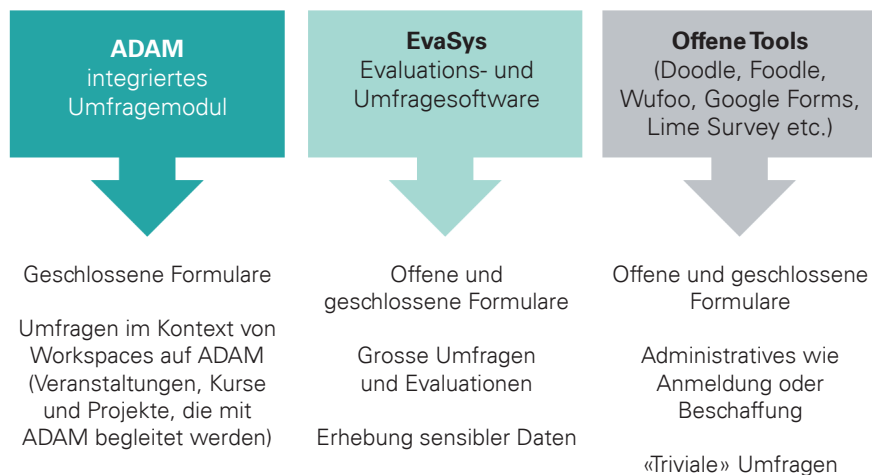 ADAM
integriertes
Umfragemodul
Geschlossene Formulare
Umfragen im Kontext von
Workspaces auf ADAM
(Veranstaltungen, Kurse
und Projekte, die mit
ADAM begleitet werden)
EvaSys
Evaluations- und
Umfragesoftware
Offene und
geschlossene Formulare
Grosse Umfragen
und Evaluationen
Erhebung sensibler Daten
Offene Tools
(Doodle, Foodle,
Wufoo, Google Forms,
Lime Survey etc.)
Offene und geschlossene
Formulare
Administratives wie
Anmeldung oder
Beschaffung
«Triviale» Umfragen